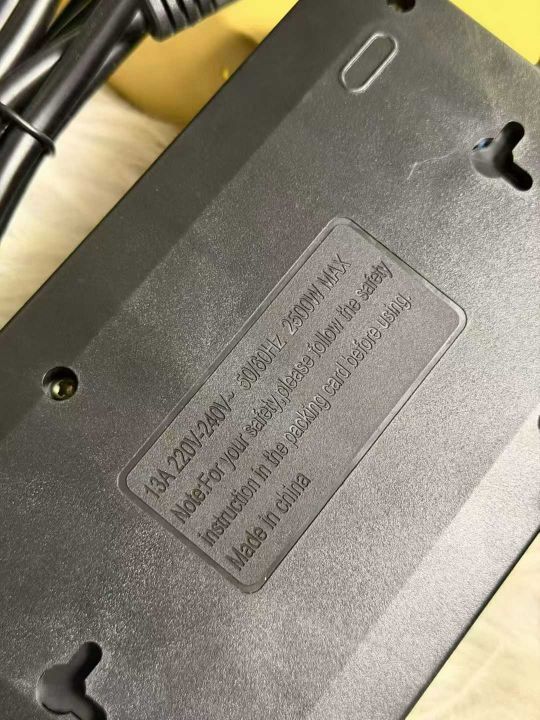 13A 220V-240V~ 50/60Hz 2500W MAX
Note:For your safety,please follow the safety
instruction in the packing card before using.
Made in china